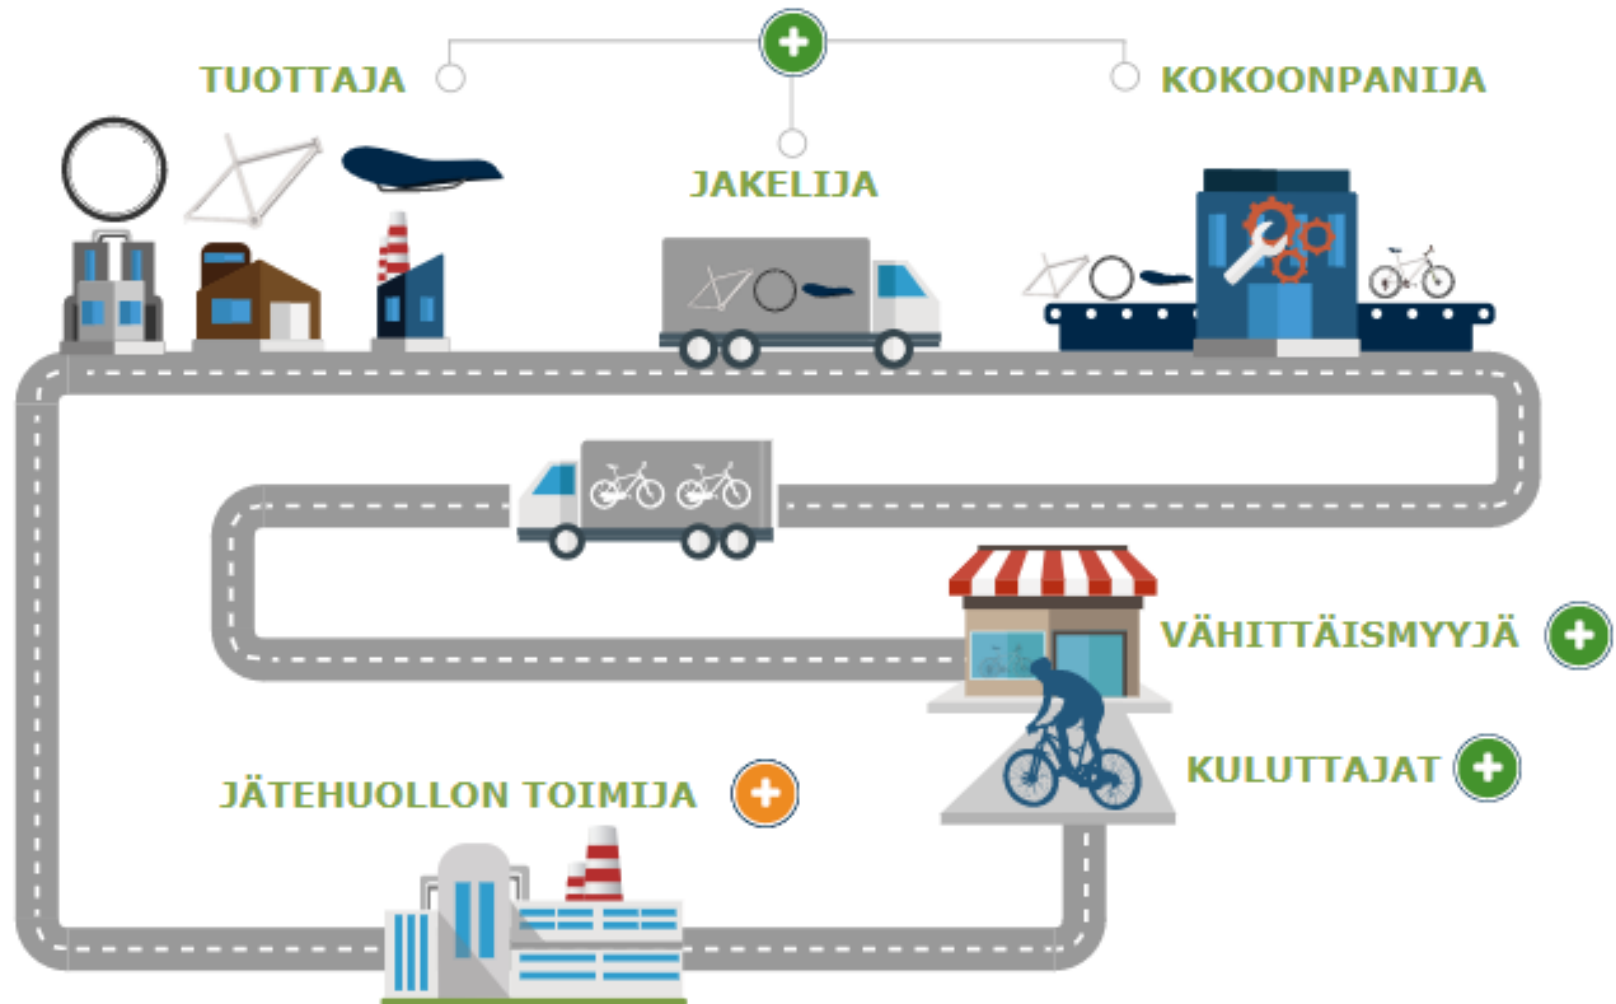 TUOTTAJA
KOKOONPANIJA
JAKELIJA
VÄHITTÄISMYYJÄ
KULUTTAJAT
JÄTEHUOLLON TOIMIJA